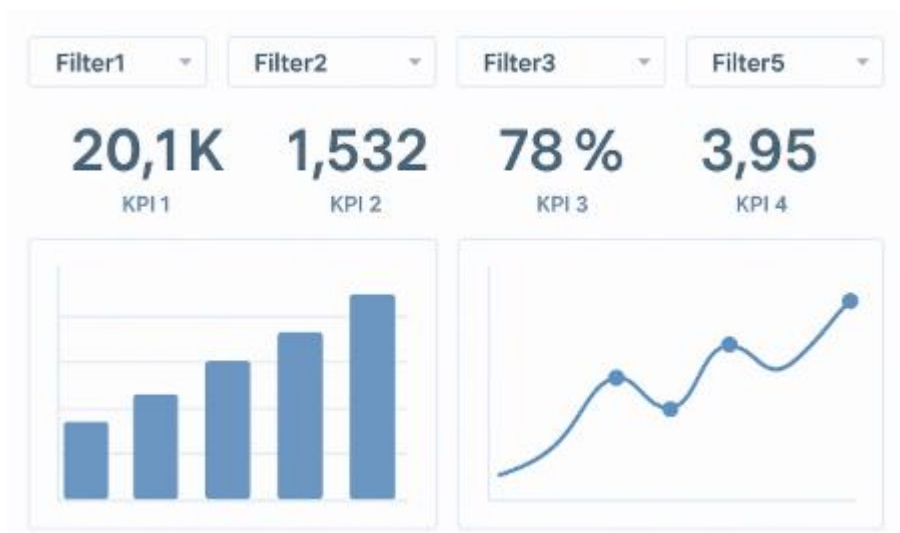 Filter1 Filter2 Filter3 Filter5
20,1K 1,532 78% 3,95
KPI 1 KPI 2 KPI 3 KPI 4